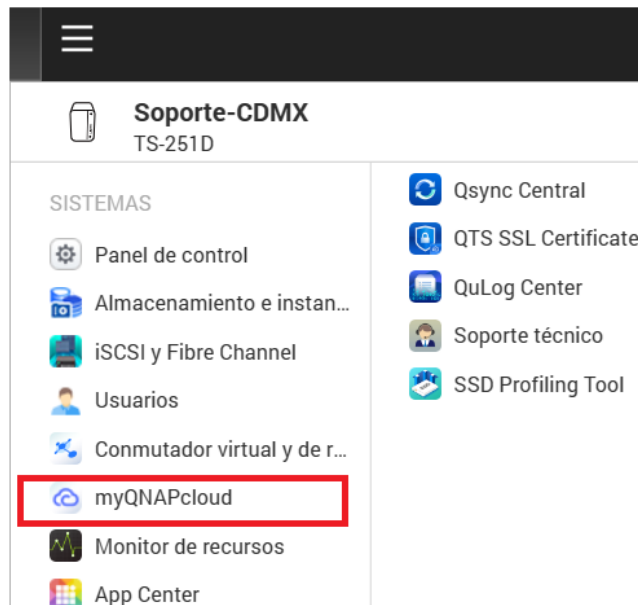 Soporte-CDMX
TS-251D
SISTEMAS
Panel de control
Almacenamiento e instan...
iSCSI y Fibre Channel
Usuarios
Conmutador virtual y de r...
myQNAPcloud
Monitor de recursos
App Center
Qsync Central
QTS SSL Certificate
QuLog Center
Soporte técnico
SSD Profiling Tool